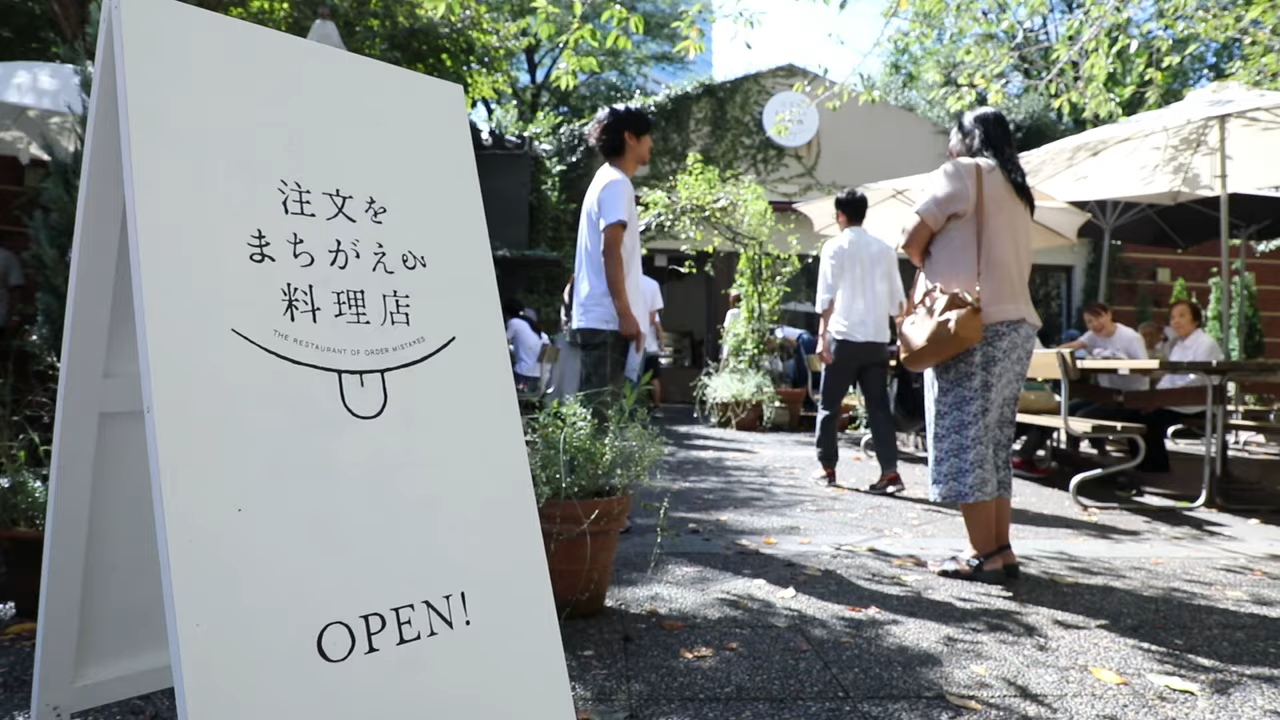 注文を
まちがえる
料理店
THE RESTAURANT OF ORDER MISTAKES
OPEN!